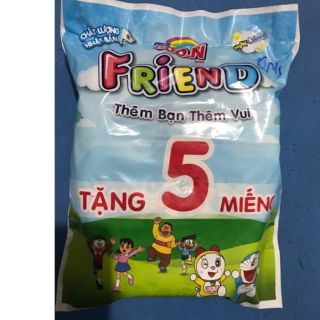 CHẤT LƯỢNG
NHẬT BẢN
FRIEND
Thêm Bạn Thêm Vui
TẶNG 5 MIẾNG